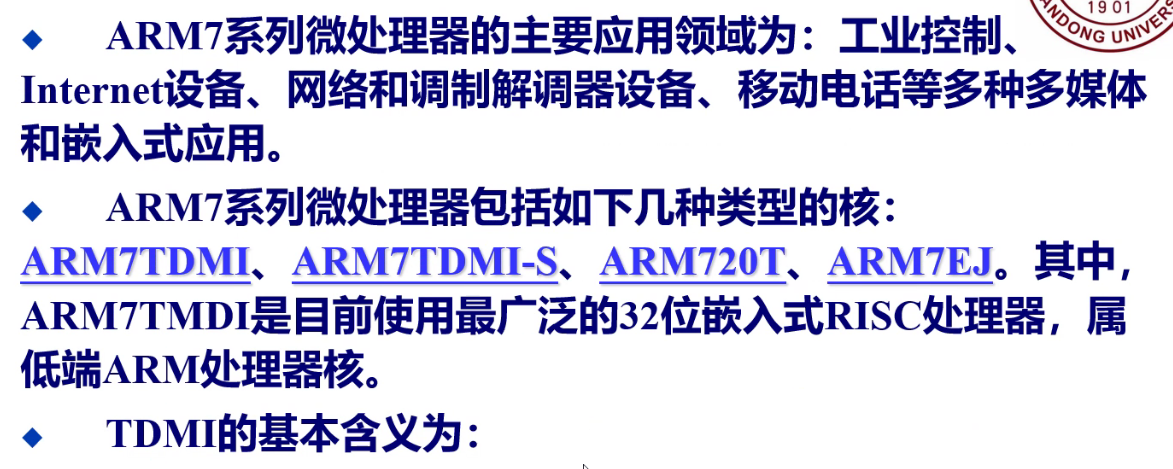 1901
ANDONG UNIVERS
◆ ARM7系列微处理器的主要应用领域为：工业控制、
Internet设备、网络和调制解调器设备、移动电话等多种多媒体
和嵌入式应用。
◆ ARM7系列微处理器包括如下几种类型的核：
ARM7TDMI、ARM7TDMI-S、ARM720T、ARM7EJ。其中，
ARM7TMDI是目前使用最广泛的32位嵌入式RISC处理器，属
低端ARM处理器核。
◆ TDMI的基本含义为：